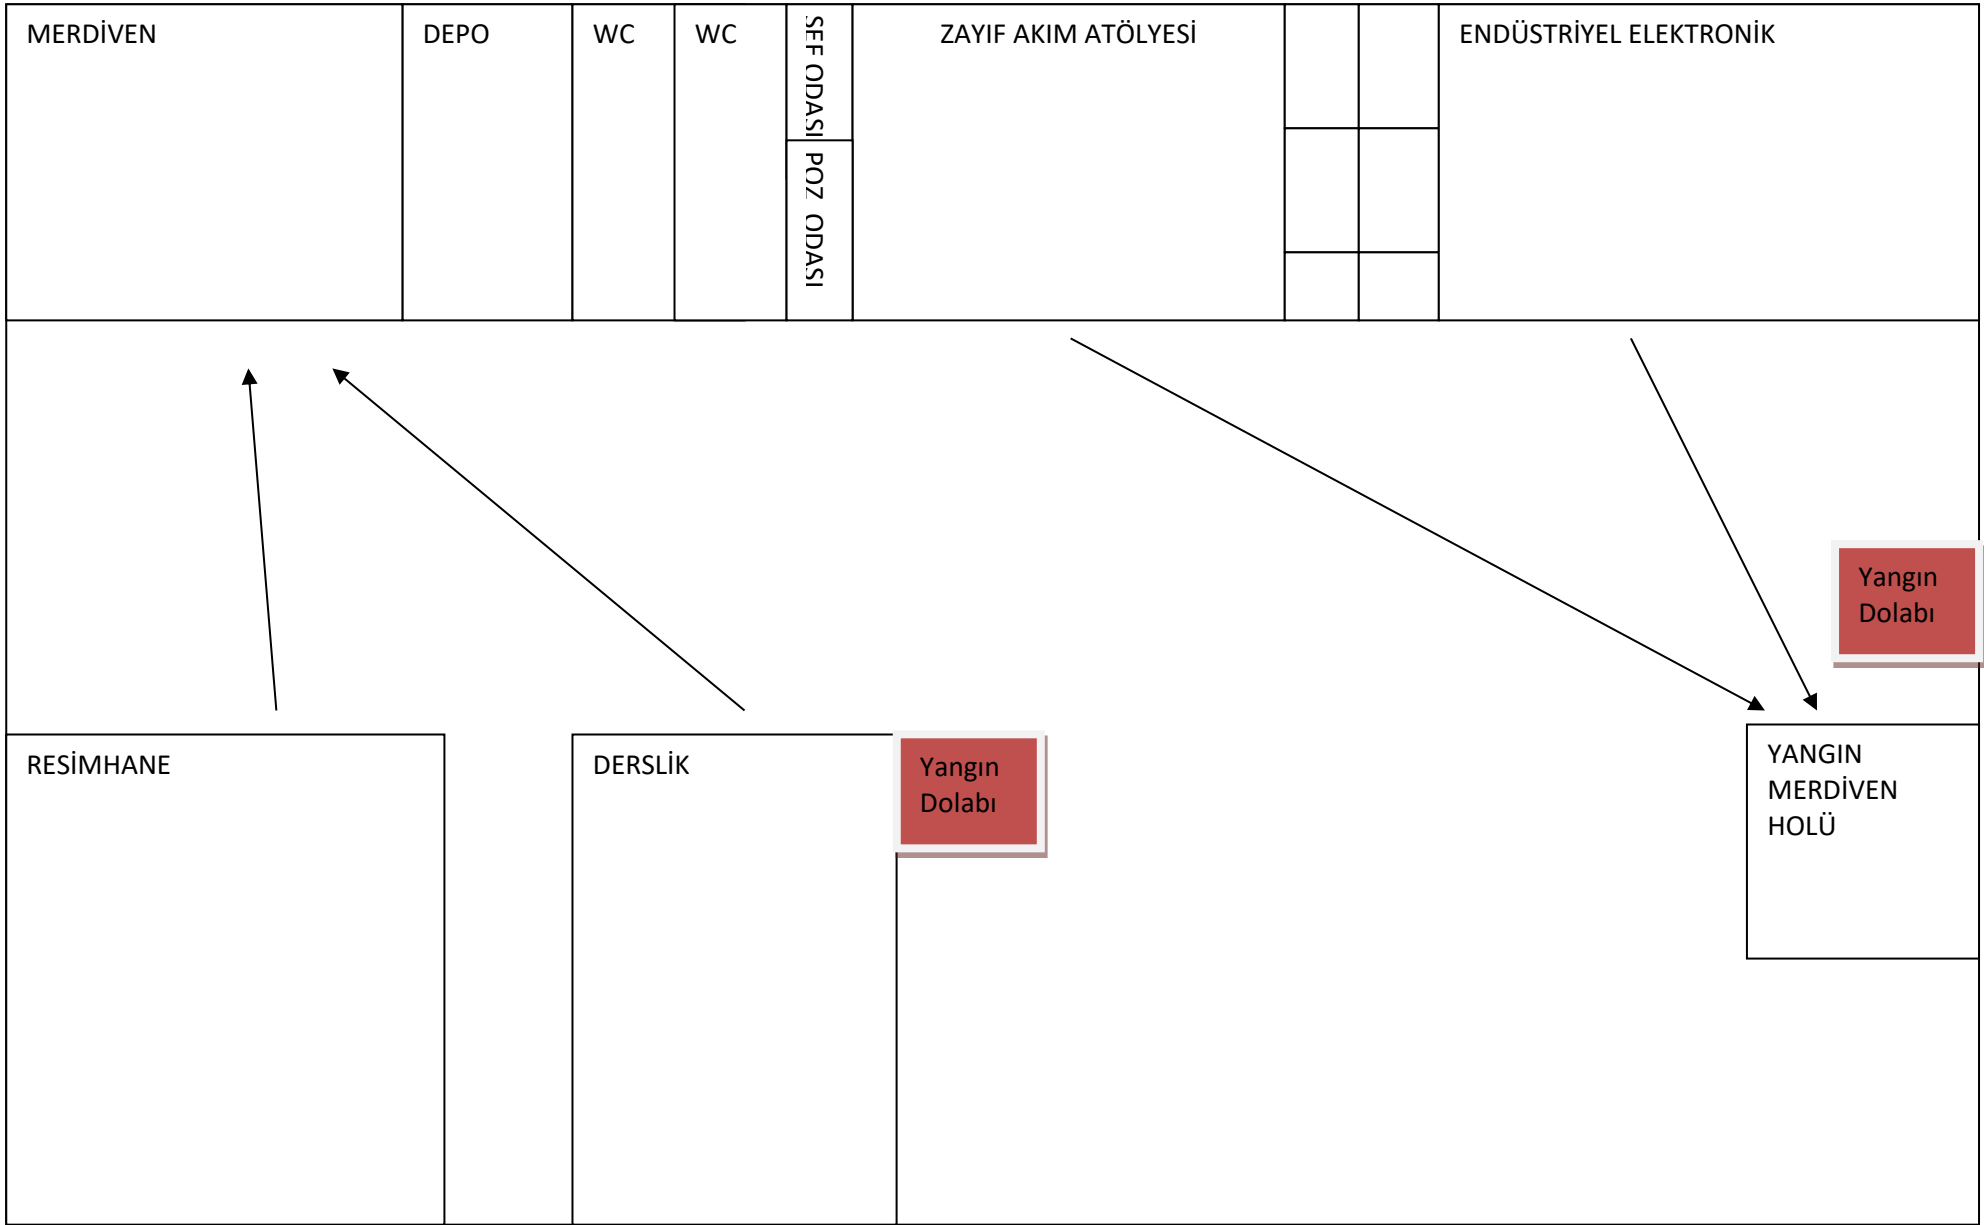 MERDİVEN
DEPO
WC
WC
ŞEF ODASI
POZ ODASI
ZAYIF AKIM ATÖLYESİ
ENDÜSTRİYEL ELEKTRONİK
Yangın
Dolabı
RESİMHANE
DERSLİK
Yangın
Dolabı
YANGIN
MERDİVEN
HOLÜ